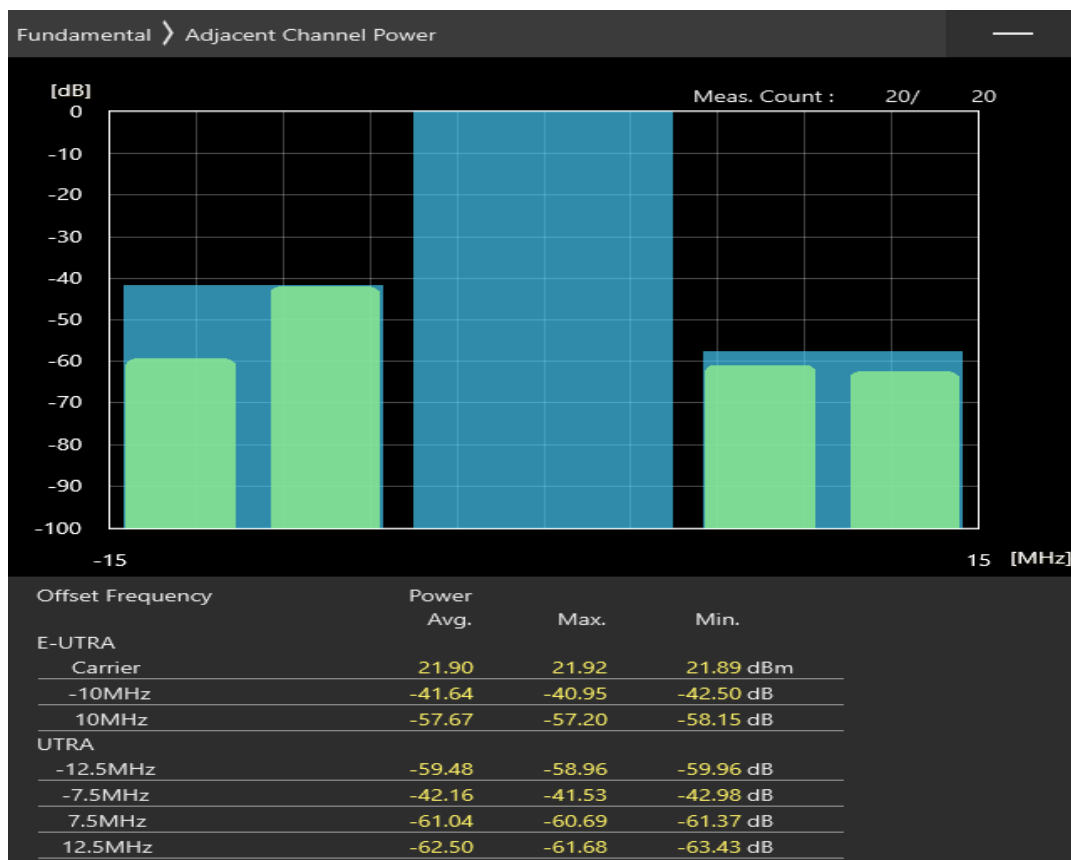 Fundamental ❯ Adjacent Channel Power
[dB]
Meas. Count : 20/ 20
0
-10
-20
-30
-40
-50
-60
-70
-80
-90
-100
-15 15 [MHz]
Offset Frequency Power
Avg. Max. Min.
E-UTRA
Carrier 21.90 21.92 21.89 dBm
-10MHz -41.64 -40.95 -42.50 dB
10MHz -57.67 -57.20 -58.15 dB
UTRA
-12.5MHz -59.48 -58.96 -59.96 dB
-7.5MHz -42.16 -41.53 -42.98 dB
7.5MHz -61.04 -60.69 -61.37 dB
12.5MHz -62.50 -61.68 -63.43 dB